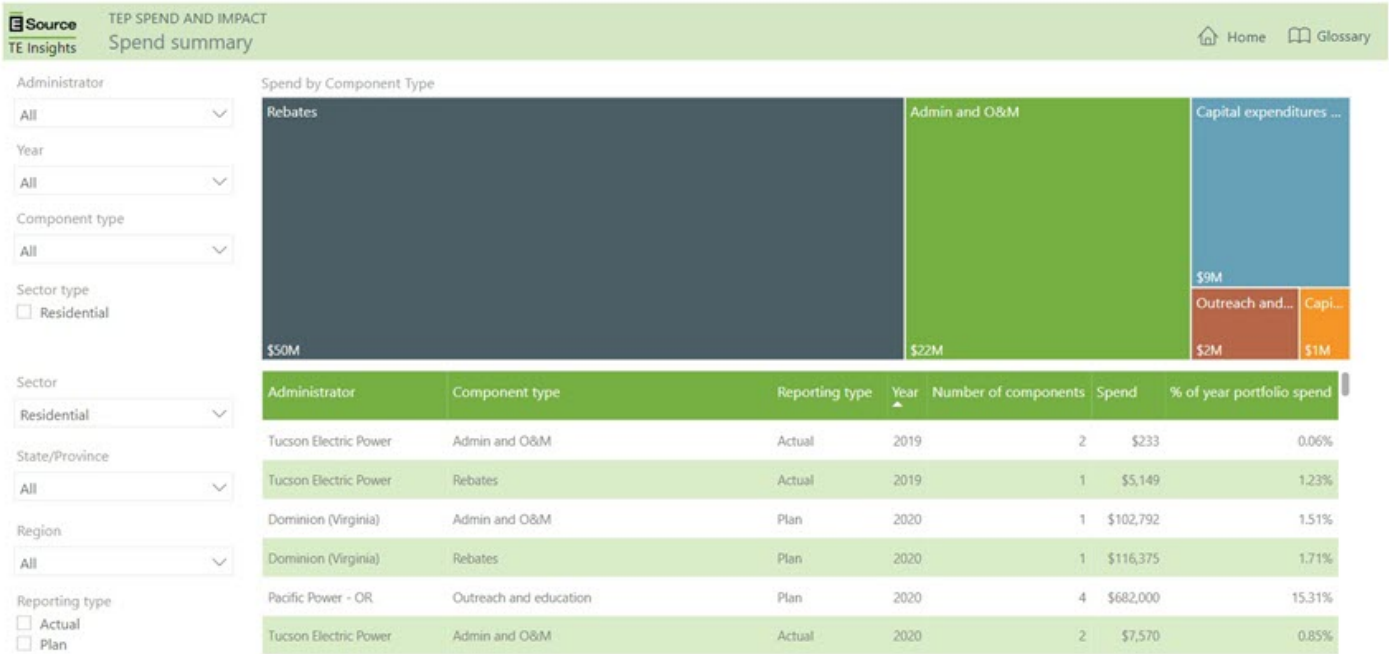 E Source
TE Insights
TEP SPEND AND IMPACT
Spend summary
Home
Glossary
Administrator
All
Year
All
Component type
All
Sector type
Residential
Sector
Residential
State/Province
All
Region
All
Reporting type
Actual
Plan
Spend by Component Type
Rebates
$50M
Admin and O&M
$22M
Capital expenditures ...
$9M
Outreach and...
$2M
Capi...
$1M
Administrator Component type Reporting type Year Number of components Spend % of year portfolio spend
Tucson Electric Power Admin and O&M Actual 2019 2 $233 0.06%
Tucson Electric Power Rebates Actual 2019 1 $5,149 1.23%
Dominion (Virginia) Admin and O&M Plan 2020 1 $102,792 1.51%
Dominion (Virginia) Rebates Plan 2020 1 $116,375 1.71%
Pacific Power - OR Outreach and education Plan 2020 4 $682,000 15.31%
Tucson Electric Power Admin and O&M Actual 2020 2 $7,570 0.85%